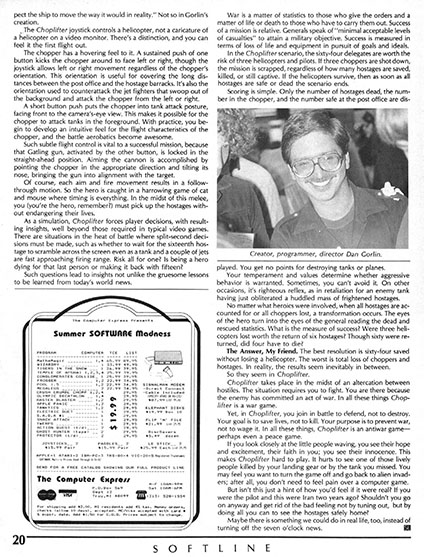 pect the ship to move the way it would in reality." Not so in Gorlin's
creation.
The Choplifter joystick controls a helicopter, not a caricature of
a helicopter on a video monitor. There's a distinction, and you can
feel it the first flight out.
The chopper has a hovering feel to it. A sustained push of one
button kicks the chopper around to face left or right, though the
joystick allows left or right movement regardless of the chopper's
orientation. This orientation is useful for covering the long dis-
tances between the post office and the hostage barracks. It's also the
orientation used to counterattack the jet fighters that swoop out of the
background and attack the chopper from the left or right.
A short button push puts the chopper into tank attack posture,
facing front to the camera's-eye view. This makes it possible for the
chopper to attack tanks in the foreground. With practice, you be-
gin to develop an intuitive feel for the flight characteristics of the
chopper, and the battle aerobatics become awesome.
Such subtle flight control is vital to a successful mission, because
that Gatling gun, activated by the other button, is locked in the
straight-ahead position. Aiming the cannon is accomplished by
pointing the chopper in the appropriate direction and tilting its
nose, bringing the gun into alignment with the target.
Of course, each aim and fire movement results in a follow-
through motion. So the hero is caught in a harrowing game of cat
and mouse where timing is everything. In the midst of this melee,
you (you're the hero, remember?) must pick up the hostages with-
out endangering their lives.
As a simulation, Choplifter forces player decisions, with result-
ing insights, well beyond those required in typical video games.
There are situations in the heat of battle where split-second deci-
sions must be made, such as whether to wait for the sixteenth hos-
tage to scramble across the screen even as a tank and a couple of jets
are fast approaching firing range. Risk all for one? Is being a hero
dying for that last person or making it back with fifteen?
Such questions lead to insights not unlike the gruesome lessons
to be learned from today's world news.
The Computer Express Presents
Summer SOFTWARE Madness
PROGRAM COMPUTER TCE LIST
The Computer Express
20
SOFTLINE
War is a matter of statistics to those who give the orders and a
matter of life or death to those who have to carry them out. Success
of a mission is relative. Generals speak of "minimal acceptable levels
of casualties" to attain a military objective. Success is measured in
terms of loss of life and equipment in pursuit of goals and ideals.
In the Choplifter scenario, the sixty-four delegates are worth the
risk of three helicopters and pilots. If three choppers are shot down,
the mission is scrapped, regardless of how many hostages are saved,
killed, or still captive. If the helicopters survive, then as soon as all
hostages are safe or dead the scenario ends.
Scoring is simple. Only the number of hostages dead, the num-
ber in the chopper, and the number safe at the post office are dis-
Creator, programmer, director Dan Gorlin.
played. You get no points for destroying tanks or planes.
Your temperament and values determine whether aggressive
behavior is warranted. Sometimes, you can't avoid it. On other
occasions, it's righteous reflex, as in retaliation for an enemy tank
having just obliterated a huddled mass of frightened hostages.
No matter what heroics were involved, when all hostages are ac-
counted for or all choppers lost, a transformation occurs. The eyes
of the hero turn into the eyes of the general reading the dead and
rescued statistics. What is the measure of success? Were three heli-
copters lost worth the return of six hostages? Though sixty were re-
turned, did four have to die?
The Answer, My Friend. The best resolution is sixty-four saved
without losing a helicopter. The worst is total loss of choppers and
hostages. In reality, the results seem inevitably in between.
So they seem in Choplifter.
Choplifter takes place in the midst of an altercation between
hostiles. The situation requires you to fight. You are there because
the enemy has committed an act of war. In all these things Chop-
lifter is a war game.
Yet, in Choplifter, you join in battle to defend, not to destroy.
Your goal is to save lives, not to kill. Your purpose is to prevent war,
not to wage it. In all these things, Choplifter is an antiwar game—
perhaps even a peace game.
If you look closely at the little people waving, you see their hope
and excitement, their faith in you; you see their innocence. This
makes Choplifter hard to play. It hurts to see one of those lively
people killed by your landing gear or by the tank you missed. You
may feel you want to turn the game off and go back to alien invad-
ers; after all, you don't need to feel pain over a computer game.
But isn't this just a hint of how you'd feel if it were real? If you
were the pilot and this were Iran two years ago? Shouldn't you go
on anyway and get rid of the bad feeling not by tuning out, but by
doing all you can to see the hostages safely home?
Maybe there is something we could do in real life, too, instead of
turning off the seven o'clock news.